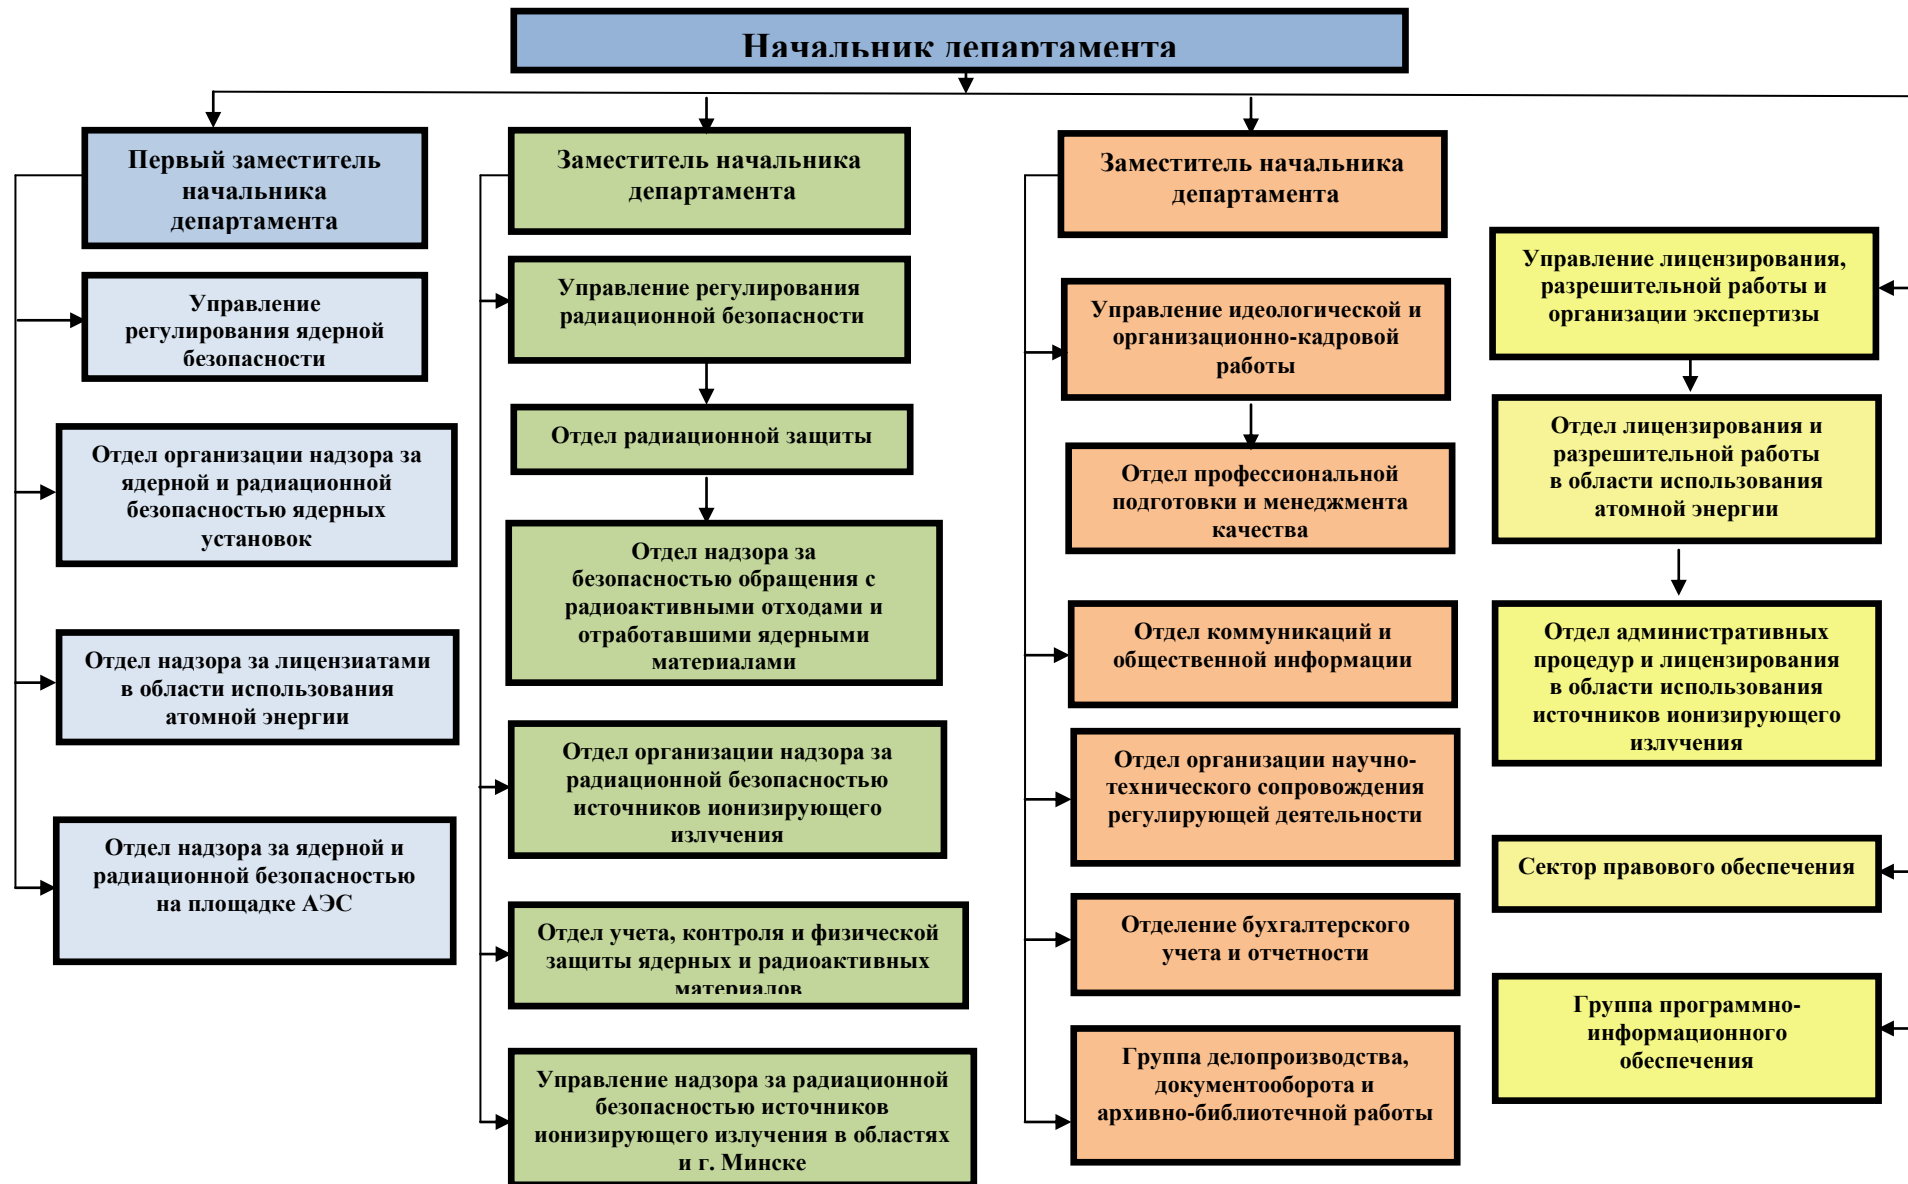 Начальник департамента
Первый заместитель
начальника
департамента
Управление
регулирования ядерной
безопасности
Отдел организации надзора за
ядерной и радиационной
безопасностью ядерных
установок
Отдел надзора за лицензиатами
в области использования
атомной энергии
Отдел надзора за ядерной и
радиационной безопасностью
на площадке АЭС
Заместитель начальника
департамента
Управление регулирования
радиационной безопасности
Отдел радиационной защиты
Отдел надзора за
безопасностью обращения с
радиоактивными отходами и
отработавшими ядерными
материалами
Отдел организации надзора за
радиационной безопасностью
источников ионизирующего
излучения
Отдел учета, контроля и физической
защиты ядерных и радиоактивных
материалов
Управление надзора за радиационной
безопасностью источников
ионизирующего излучения в областях
и г. Минске
Заместитель начальника
департамента
Управление идеологической и
организационно-кадровой
работы
Отдел профессиональной
подготовки и менеджмента
качества
Отдел коммуникаций и
общественной информации
Отдел организации научно-
технического сопровождения
регулирующей деятельности
Отделение бухгалтерского
учета и отчетности
Группа делопроизводства,
документооборота и
архивно-библиотечной работы
Управление лицензирования,
разрешительной работы и
организации экспертизы
Отдел лицензирования и
разрешительной работы
в области использования
атомной энергии
Отдел административных
процедур и лицензирования
в области использования
источников ионизирующего
излучения
Сектор правового обеспечения
Группа программно-
информационного
обеспечения